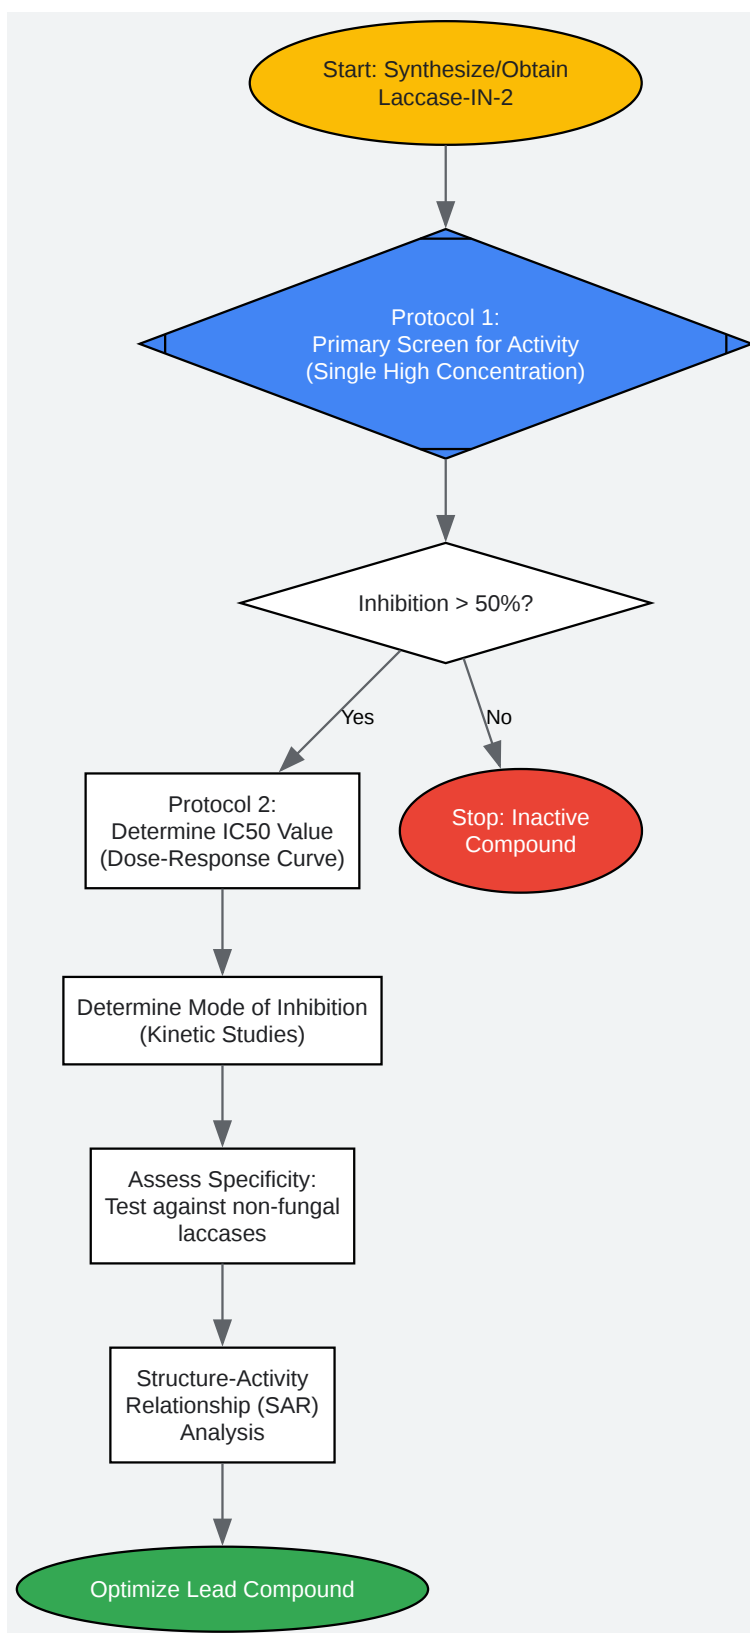 Start: Synthesize/Obtain
Laccase-IN-2
Protocol 1:
Primary Screen for Activity
(Single High Concentration)
Inhibition > 50%?
Yes
No
Protocol 2:
Determine IC50 Value
(Dose-Response Curve)
Stop: Inactive
Compound
Determine Mode of Inhibition
(Kinetic Studies)
Assess Specificity:
Test against non-fungal
laccases
Structure-Activity
Relationship (SAR)
Analysis
Optimize Lead Compound